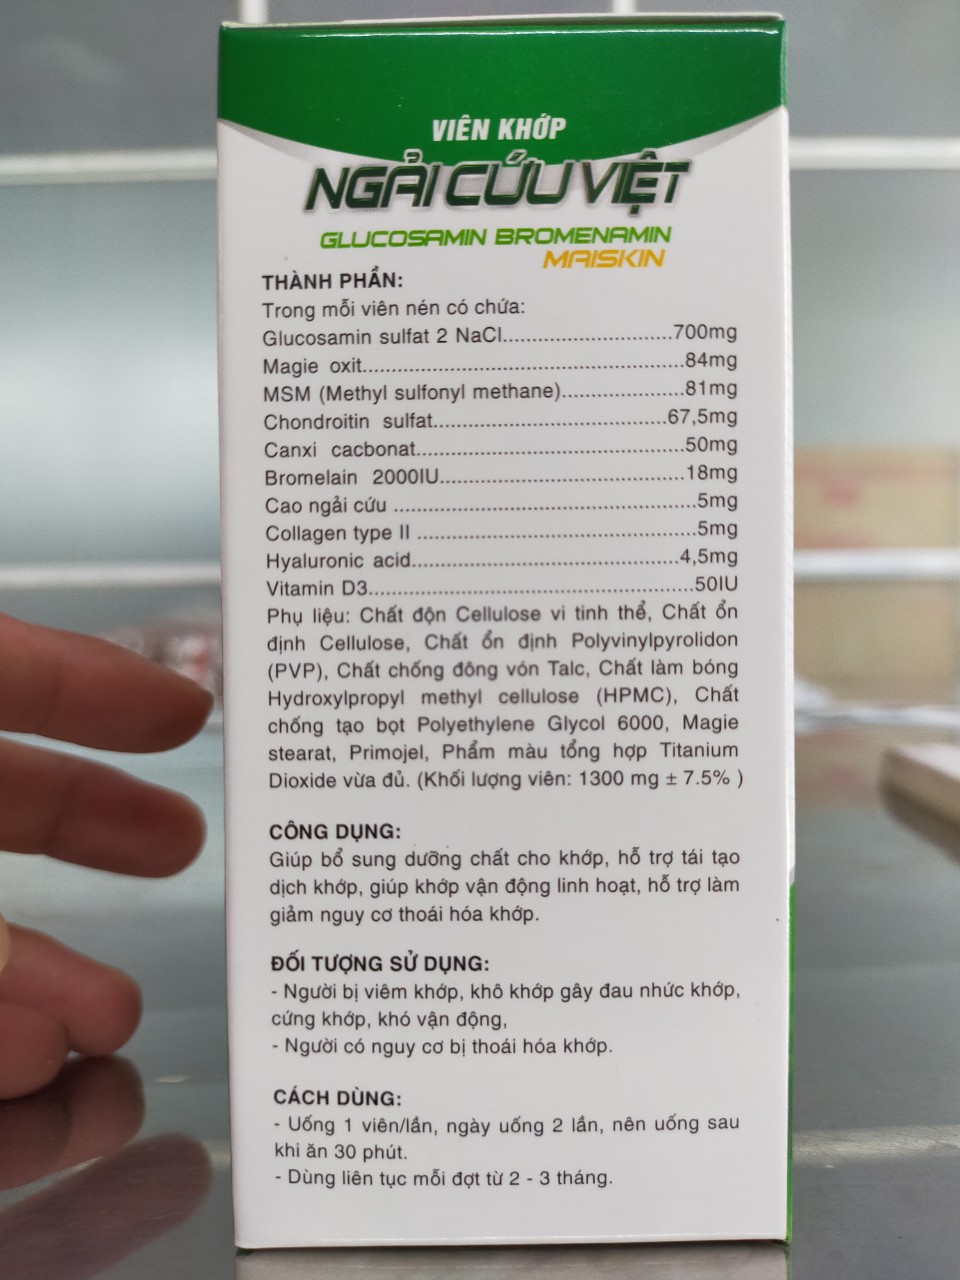 VIÊN KHỚP
NGẢI CỨU VIỆT
GLUCOSAMIN BROMENAMIN
MAISKIN
THÀNH PHẦN:
Trong mỗi viên nén có chứa:
Glucosamin sulfat 2 NaCl............................700mg
Magie oxit.....................................................84mg
MSM (Methyl sulfonyl methane)....................81mg
Chondroitin sulfat......................................67,5mg
Canxi cacbonat............................................50mg
Bromelain 2000IU........................................18mg
Cao ngải cứu ..................................................5mg
Collagen type II ..............................................5mg
Hyaluronic acid............................................4,5mg
Vitamin D3.....................................................50IU
Phụ liệu: Chất độn Cellulose vi tinh thể, Chất ổn
định Cellulose, Chất ổn định Polyvinylpyrolidon
(PVP), Chất chống đông vón Talc, Chất làm bóng
Hydroxylpropyl methyl cellulose (HPMC), Chất
chống tạo bọt Polyethylene Glycol 6000, Magie
stearat, Primojel, Phẩm màu tổng hợp Titanium
Dioxide vừa đủ. (Khối lượng viên: 1300 mg ± 7.5% )
CÔNG DỤNG:
Giúp bổ sung dưỡng chất cho khớp, hỗ trợ tái tạo
dịch khớp, giúp khớp vận động linh hoạt, hỗ trợ làm
giảm nguy cơ thoái hóa khớp.
ĐỐI TƯỢNG SỬ DỤNG:
- Người bị viêm khớp, khô khớp gây đau nhức khớp,
cứng khớp, khó vận động,
- Người có nguy cơ bị thoái hóa khớp.
CÁCH DÙNG:
- Uống 1 viên/lần, ngày uống 2 lần, nên uống sau
khi ăn 30 phút.
- Dùng liên tục mỗi đợt từ 2 - 3 tháng.